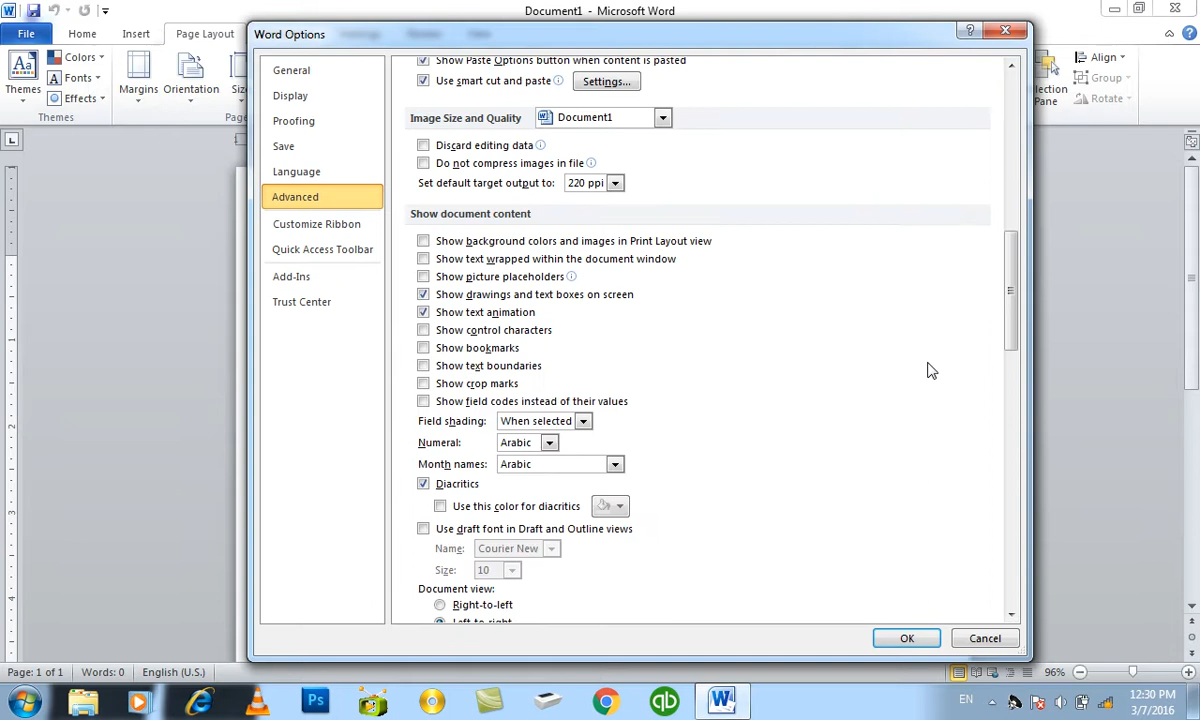 Document1 - Microsoft Word
File Home Insert Page Layout
Word Options
Colors
Fonts
Effects
Themes
Margins
Orientation
Themes
Align
Group
Rotate
Pane
General
Display
Proofing
Save
Language
Advanced
Customize Ribbon
Quick Access Toolbar
Add-Ins
Trust Center
Show Paste Options button when content is pasted
Use smart cut and paste Settings...
Image Size and Quality Document1
Discard editing data
Do not compress images in file
Set default target output to: 220 ppi
Show document content
Show background colors and images in Print Layout view
Show text wrapped within the document window
Show picture placeholders
Show drawings and text boxes on screen
Show text animation
Show control characters
Show bookmarks
Show text boundaries
Show crop marks
Show field codes instead of their values
Field shading: When selected
Numeral: Arabic
Month names: Arabic
Diacritics
Use this color for diacritics
Use draft font in Draft and Outline views
Name: Courier New
Size: 10
Document view:
Right-to-left
Left-to-right
OK Cancel
Page: 1 of 1 Words: 0 English (U.S.) 96%
EN 12:30 PM
3/7/2016